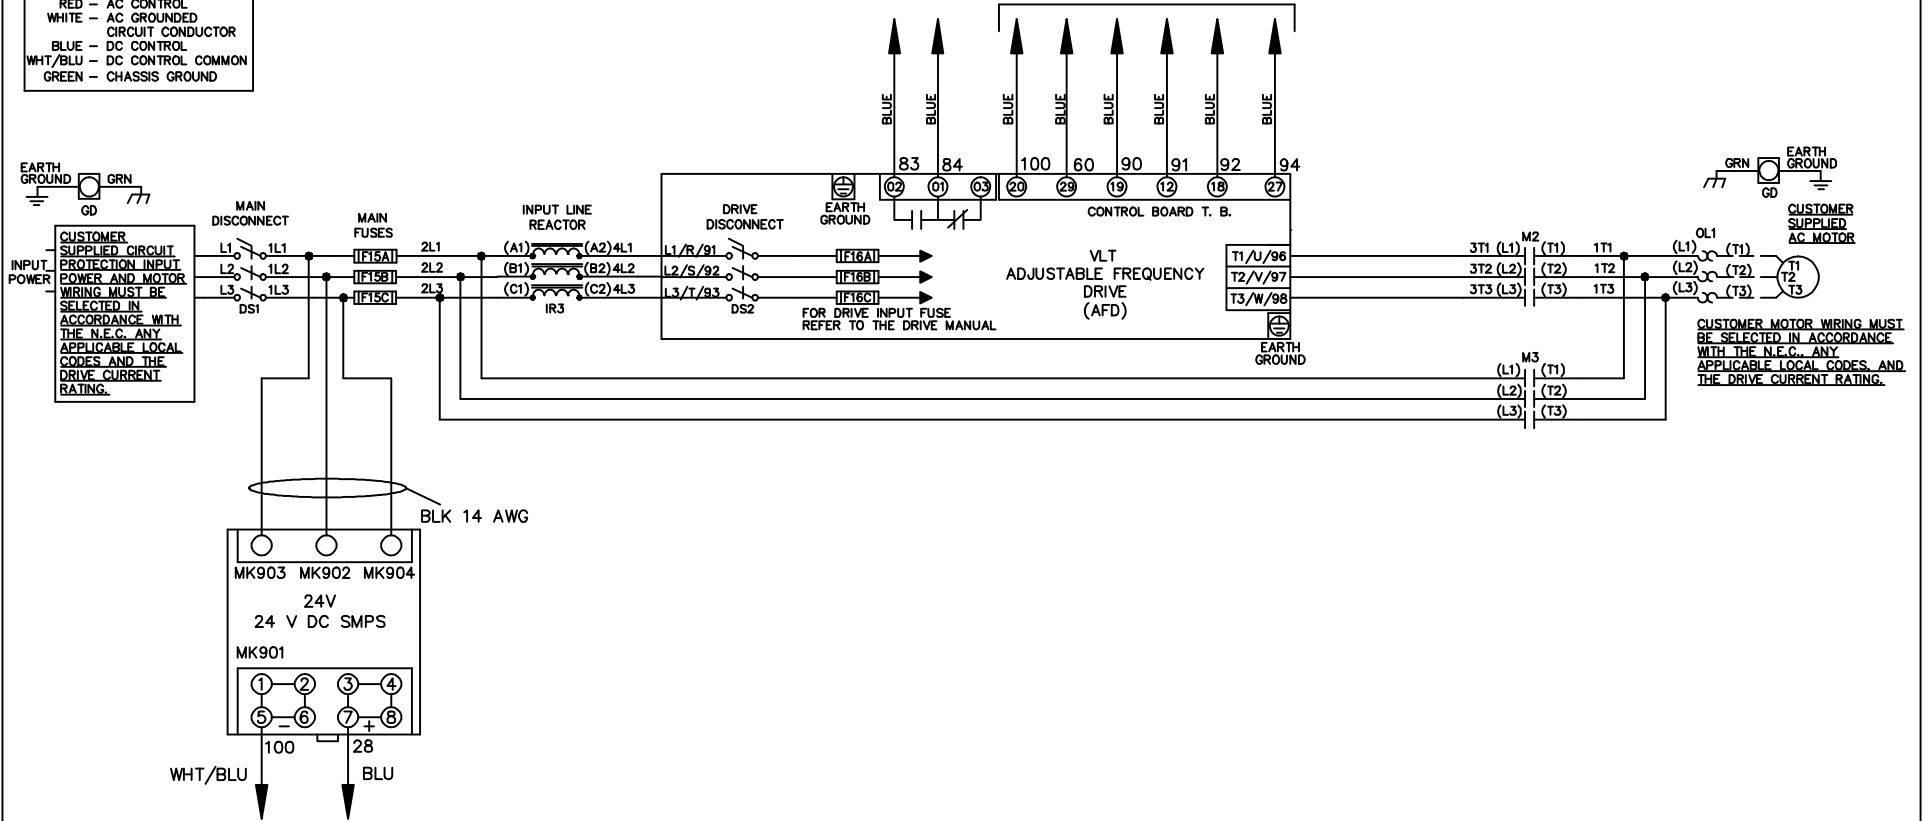 RED – AC CONTROL
WHITE – AC GROUNDED
CIRCUIT CONDUCTOR
BLUE – DC CONTROL
WHT/BLU – DC CONTROL COMMON
GREEN – CHASSIS GROUND
BLUE
BLUE
BLUE
BLUE
BLUE
BLUE
BLUE
BLUE
83
84
100
60
90
91
92
94
02
01
03
20
29
19
12
18
27
CONTROL BOARD T. B.
EARTH
GROUND
GRN
GD
INPUT
POWER
CUSTOMER
SUPPLIED CIRCUIT
PROTECTION INPUT
POWER AND MOTOR
WIRING MUST BE
SELECTED IN
ACCORDANCE WITH
THE N.E.C. ANY
APPLICABLE LOCAL
CODES AND THE
DRIVE CURRENT
RATING.
MAIN
DISCONNECT
L1
1L1
L2
1L2
L3
1L3
DS1
MAIN
FUSES
F15A
F15B
F15C
2L1
2L2
2L3
INPUT LINE
REACTOR
(A1)
(A2)
4L1
(B1)
(B2)
4L2
(C1)
(C2)
4L3
IR3
L1/R/91
L2/S/92
L3/T/93
DRIVE
DISCONNECT
DS2
EARTH
GROUND
F16A
F16B
F16C
FOR DRIVE INPUT FUSE
REFER TO THE DRIVE MANUAL
VLT
ADJUSTABLE FREQUENCY
DRIVE
(AFD)
T1/U/96
T2/V/97
T3/W/98
EARTH
GROUND
M2
3T1 (L1) (T1) 1T1
3T2 (L2) (T2) 1T2
3T3 (L3) (T3) 1T3
M3
(L1) (T1)
(L2) (T2)
(L3) (T3)
OL1
(L1) (T1)
(L2) (T2)
(L3) (T3)
GRN
GD
EARTH
GROUND
CUSTOMER
SUPPLIED
AC MOTOR
T1
T2
T3
CUSTOMER MOTOR WIRING MUST
BE SELECTED IN ACCORDANCE
WITH THE N.E.C., ANY
APPLICABLE LOCAL CODES, AND
THE DRIVE CURRENT RATING.
BLK 14 AWG
MK903 MK902 MK904
24V
24 V DC SMPS
MK901
1 2 3 4
5 6 7 8
– +
100
28
WHT/BLU
BLU